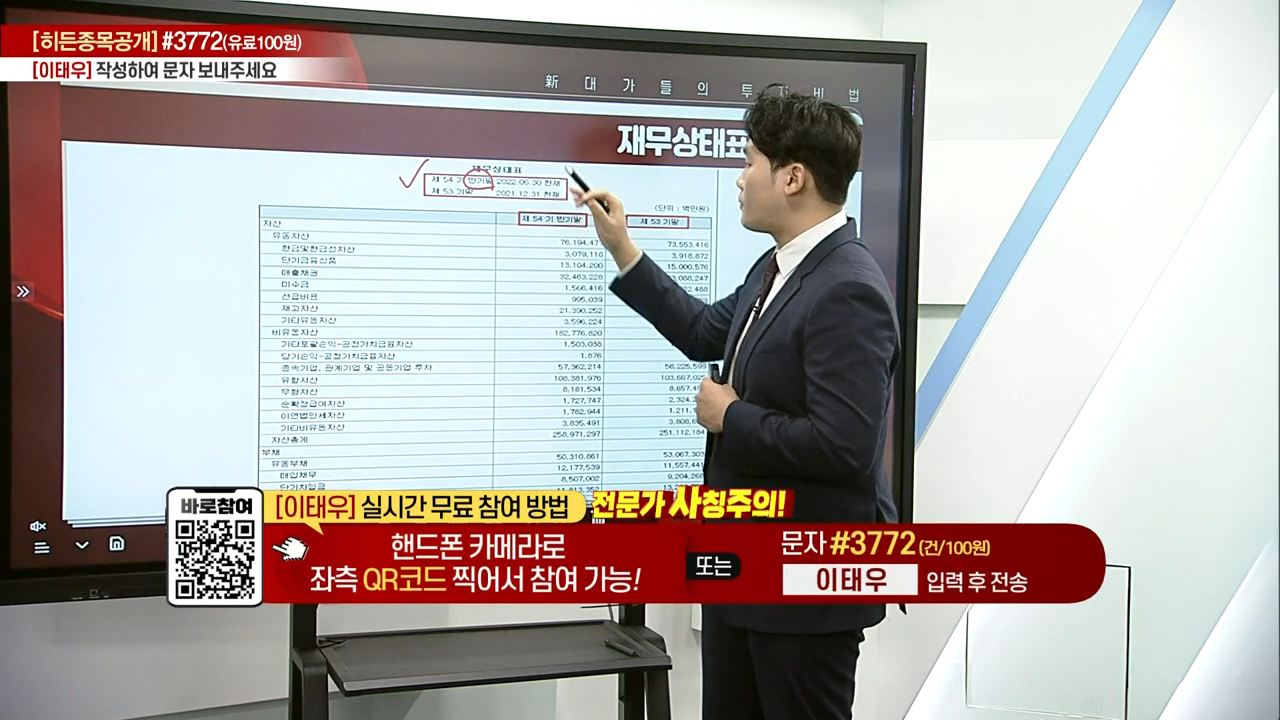 [히든종목공개] #3772(유료100원)
[이태우] 작성하여 문자 보내주세요
新 대 가 들 의 투 자 비 법
재무상태표
재무상태표
제 54 기 반기말 2022.06.30 현재
제 53 기말 2021.12.31 현재
(단위 : 백만원)
제 54 기 반기말 제 53 기말
자산
유동자산 76,194,47 73,553,416
현금및현금성자산 3,079,110 3,918,872
단기금융상품 13,104,200 15,000,576
매출채권 32,463,228
미수금 1,566,416
선급비용 995,039
재고자산 21,390,252
기타유동자산 3,596,224
비유동자산 182,776,820
기타포괄손익-공정가치금융자산 1,503,038
당기손익-공정가치금융자산 1,876
종속기업, 관계기업 및 공동기업 투자 57,362,214 56,225,599
유형자산 108,381,976 103,667,025
무형자산 8,181,534 8,657,4
순확정급여자산 1,727,747 2,324,
이연법인세자산 1,782,944 1,211,
기타비유동자산 3,835,491 3,808,
자산총계 258,971,297 251,112,184
부채
유동부채 50,310,861 53,067,303
매입채무 12,177,539 11,557,441
단기차입금 8,507,002 9,204,26
바로참여
[이태우] 실시간 무료 참여 방법
전문가 사칭주의!
핸드폰 카메라로
좌측 QR코드 찍어서 참여 가능!
또는
문자 #3772 (건/100원)
이태우 입력 후 전송